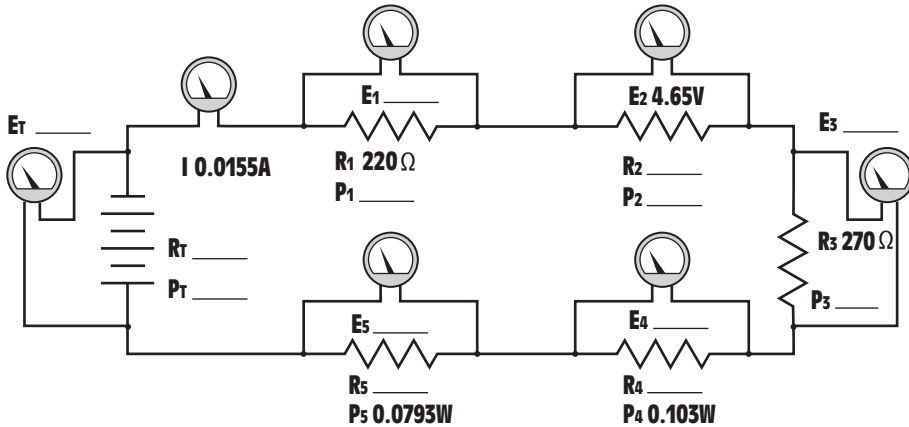 E1 ______
E2 4.65V
ET ______
E3 ______
I 0.0155A
R1 220 Ω
P1 ______
R2 ______
P2 ______
RT ______
PT ______
R3 270 Ω
P3 ______
E5 ______
E4 ______
R5 ______
P5 0.0793W
R4 ______
P4 0.103W